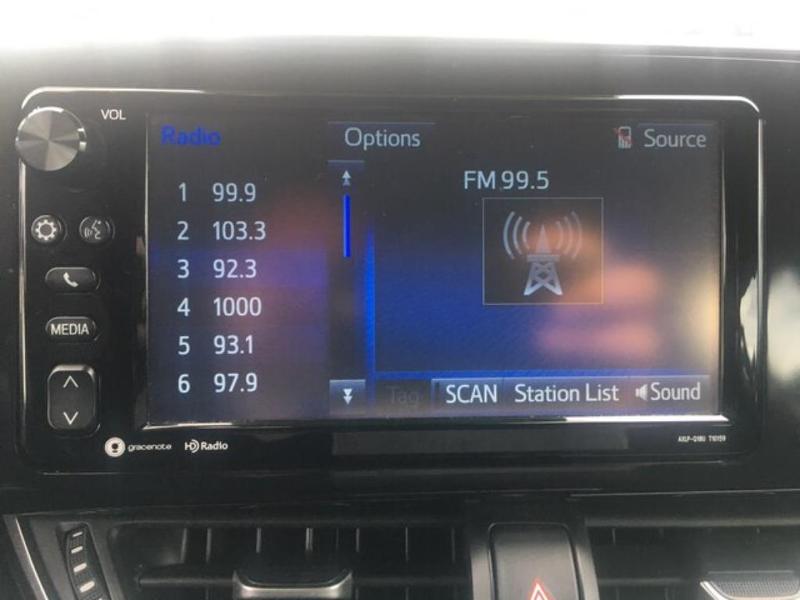 VOL
Radio
Options
Source
FM 99.5
1 99.9
2 103.3
3 92.3
4 1000
5 93.1
6 97.9
MEDIA
Tag
SCAN
Station List
Sound
gracenote
HD Radio